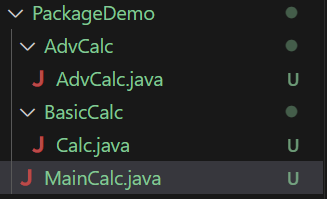 PackageDemo
AdvCalc
J AdvCalc.java U
BasicCalc
J Calc.java U
J MainCalc.java U